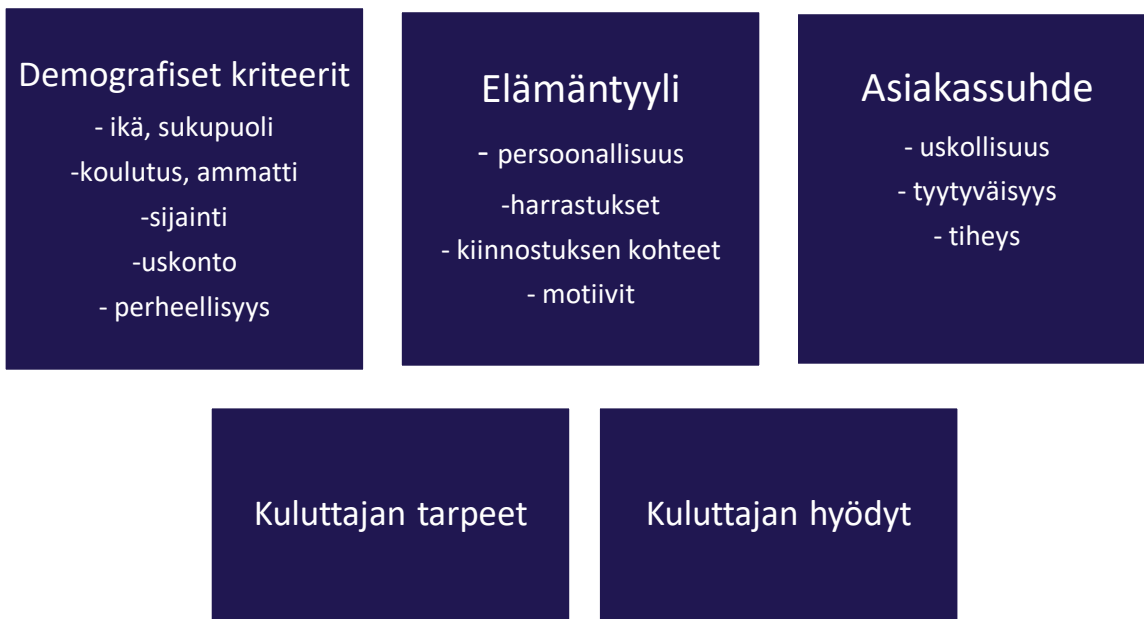 Demografiset kriteerit
- ikä, sukupuoli
-koulutus, ammatti
-sijainti
-uskonto
- perheellisyys
Elämäntyyli
- persoonallisuus
-harrastukset
- kiinnostuksen kohteet
- motiivit
Asiakassuhde
- uskollisuus
- tyytyväisyys
- tiheys
Kuluttajan tarpeet
Kuluttajan hyödyt